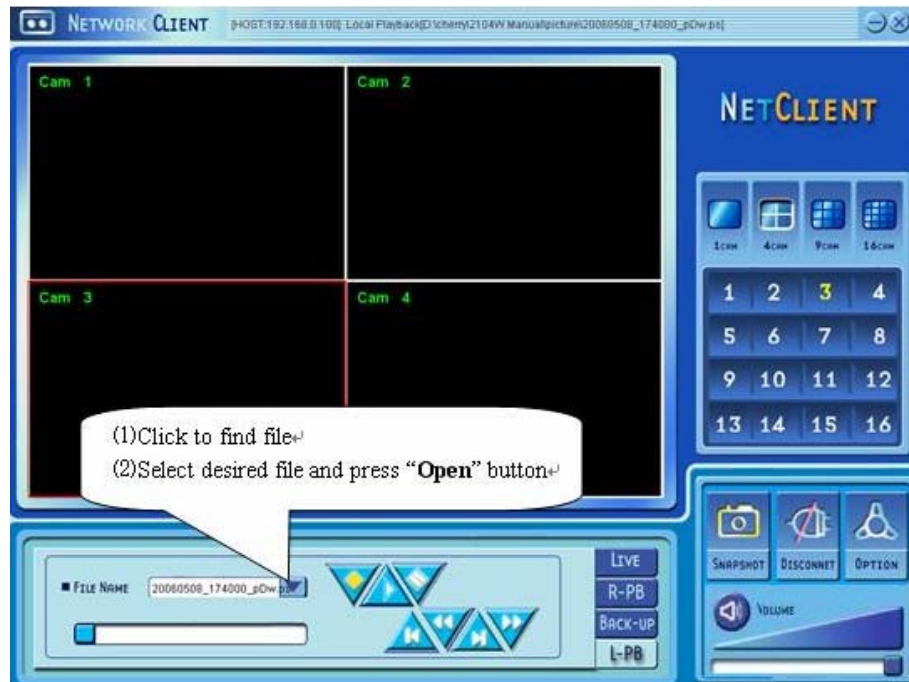 NETWORK CLIENT [HOST:192.168.0.100] Local Playback[D:\cherry\2104W Manual\picture\20060508_174000_pDw.ps]
Cam 1
Cam 2
Cam 3
Cam 4
NETCLIENT
1CAM 4CAM 9CAM 16CAM
1 2 3 4
5 6 7 8
9 10 11 12
13 14 15 16
(1)Click to find file↵
(2)Select desired file and press “Open” button↵
SNAPSHOT DISCONNET OPTION
VOLUME
■ FILE NAME 20060508_174000_pDw.ps
LIVE
R-PB
BACK-UP
L-PB